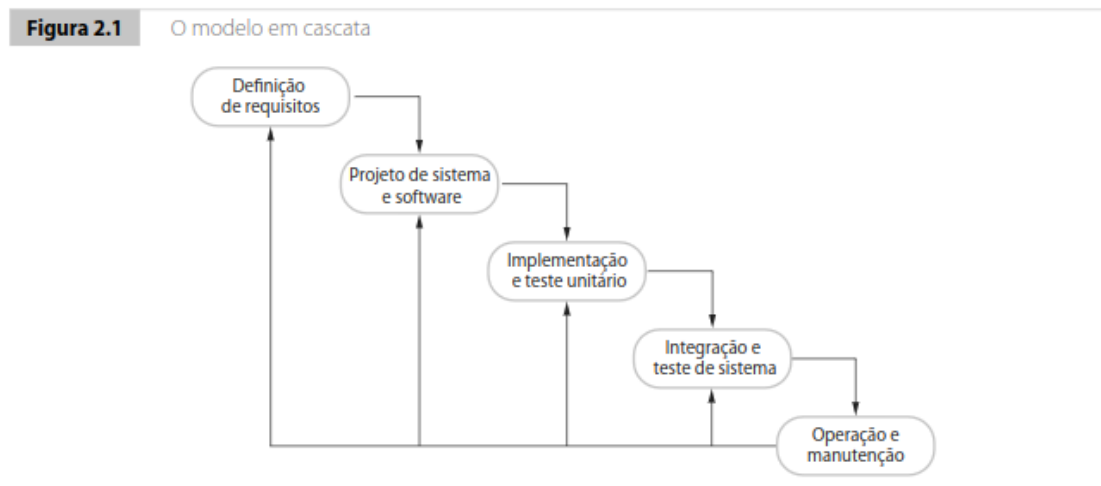 Figura 2.1
O modelo em cascata
Definição
de requisitos
Projeto de sistema
e software
Implementação
e teste unitário
Integração e
teste de sistema
Operação e
manutenção